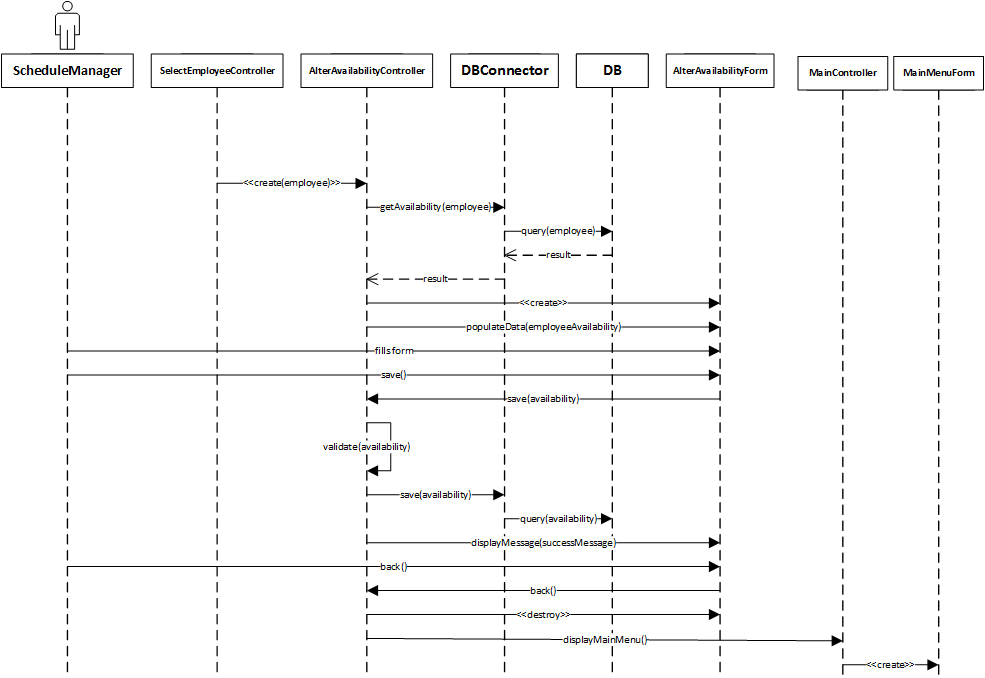 ScheduleManager
SelectEmployeeController
AlterAvailabilityController
DBConnector
DB
AlterAvailabilityForm
MainController
MainMenuForm
<<create(employee)>>
getAvailability(employee)
query(employee)
result
result
<<create>>
populateData(employeeAvailability)
fills form
save()
save(availability)
validate(availability)
save(availability)
query(availability)
displayMessage(successMessage)
back()
back()
<<destroy>>
displayMainMenu()
<<create>>